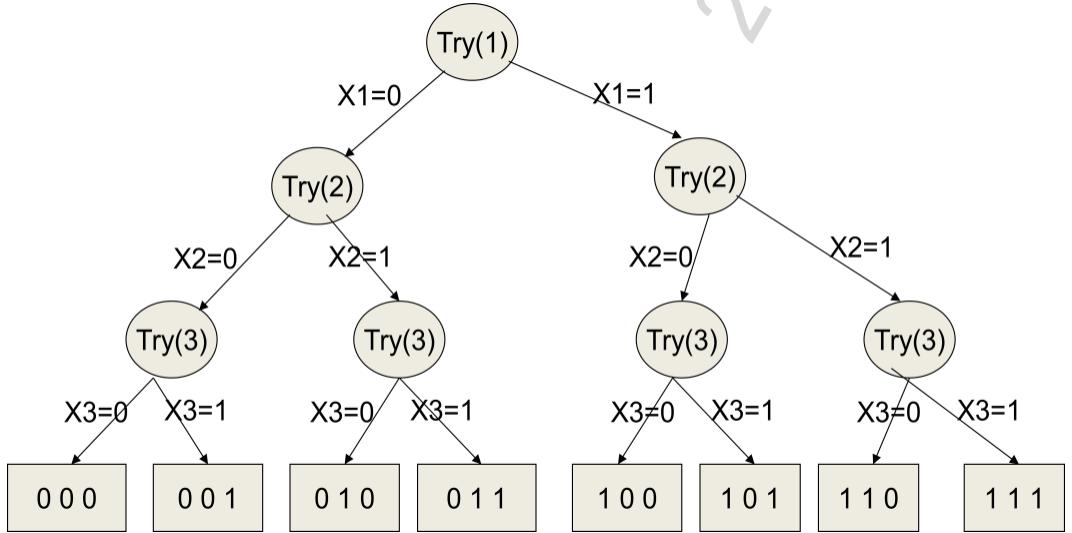 2
Try(1)
X1=0 X1=1
Try(2) Try(2)
X2=0 X2=1 X2=0 X2=1
Try(3) Try(3) Try(3) Try(3)
X3=0 X3=1 X3=0 X3=1 X3=0 X3=1 X3=0 X3=1
0 0 0 0 0 1 0 1 0 0 1 1 1 0 0 1 0 1 1 1 0 1 1 1